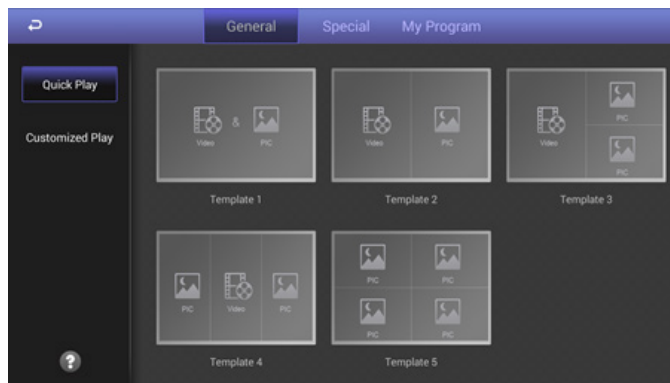 General Special My Program
Quick Play
Customized Play
Video & PIC
Template 1
Video PIC
Template 2
Video PIC
PIC
Template 3
PIC Video PIC
Template 4
PIC PIC
PIC PIC
Template 5
?